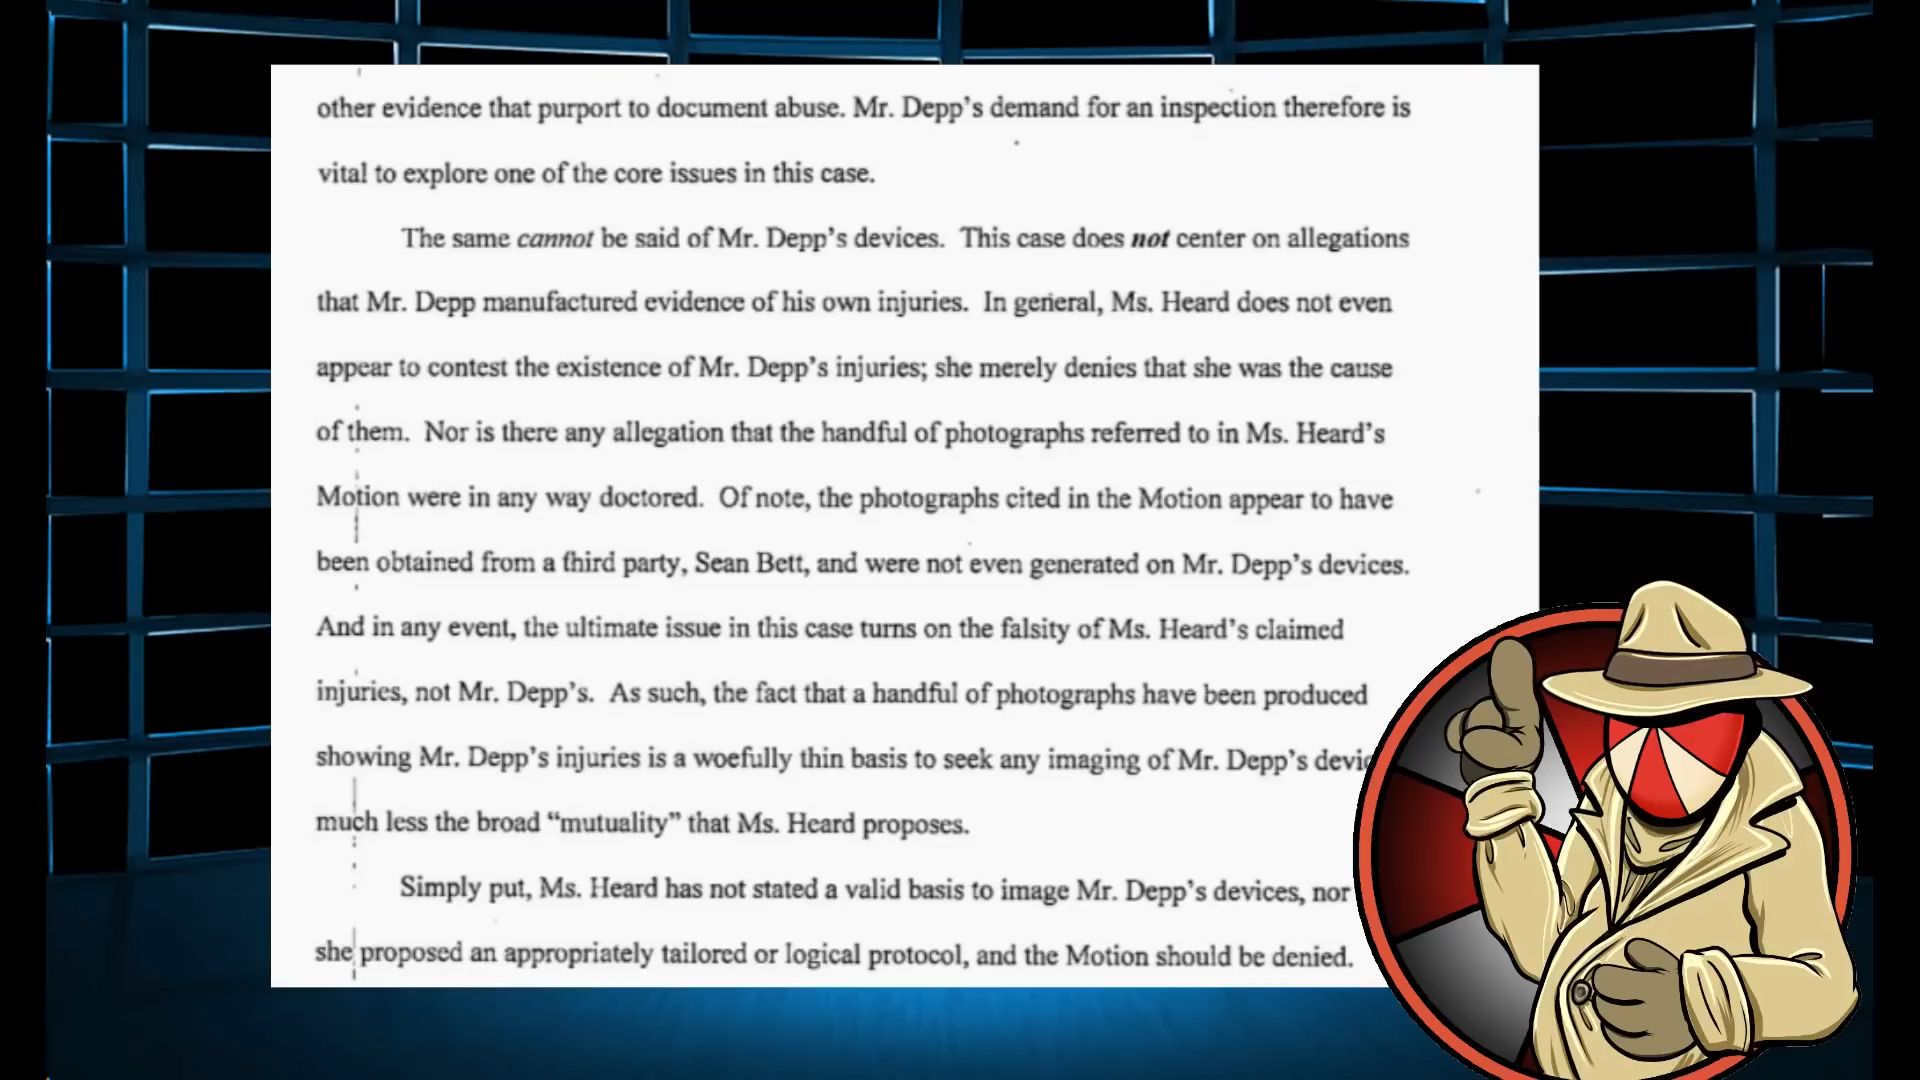 other evidence that purport to document abuse. Mr. Depp's demand for an inspection therefore is
vital to explore one of the core issues in this case.
The same cannot be said of Mr. Depp's devices. This case does not center on allegations
that Mr. Depp manufactured evidence of his own injuries. In general, Ms. Heard does not even
appear to contest the existence of Mr. Depp's injuries; she merely denies that she was the cause
of them. Nor is there any allegation that the handful of photographs referred to in Ms. Heard's
Motion were in any way doctored. Of note, the photographs cited in the Motion appear to have
been obtained from a third party, Sean Bett, and were not even generated on Mr. Depp's devices.
And in any event, the ultimate issue in this case turns on the falsity of Ms. Heard's claimed
injuries, not Mr. Depp's. As such, the fact that a handful of photographs have been produced
showing Mr. Depp's injuries is a woefully thin basis to seek any imaging of Mr. Depp's
much less the broad “mutuality” that Ms. Heard proposes.
Simply put, Ms. Heard has not stated a valid basis to image Mr. Depp's devices, nor
she proposed an appropriately tailored or logical protocol, and the Motion should be denied.